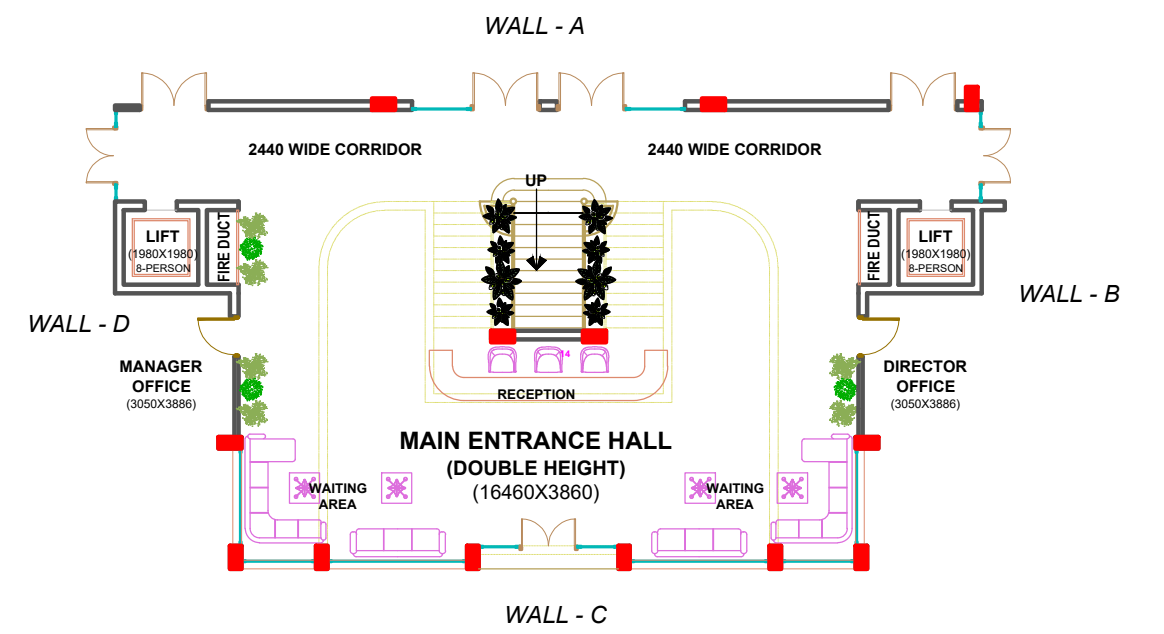 WALL - A
2440 WIDE CORRIDOR
2440 WIDE CORRIDOR
UP
LIFT
(1980X1980)
8-PERSON
FIRE DUCT
FIRE DUCT
LIFT
(1980X1980)
8-PERSON
WALL - B
WALL - D
MANAGER
OFFICE
(3050X3886)
14
RECEPTION
DIRECTOR
OFFICE
(3050X3886)
MAIN ENTRANCE HALL
(DOUBLE HEIGHT)
(16460X3860)
WAITING
AREA
WAITING
AREA
WALL - C